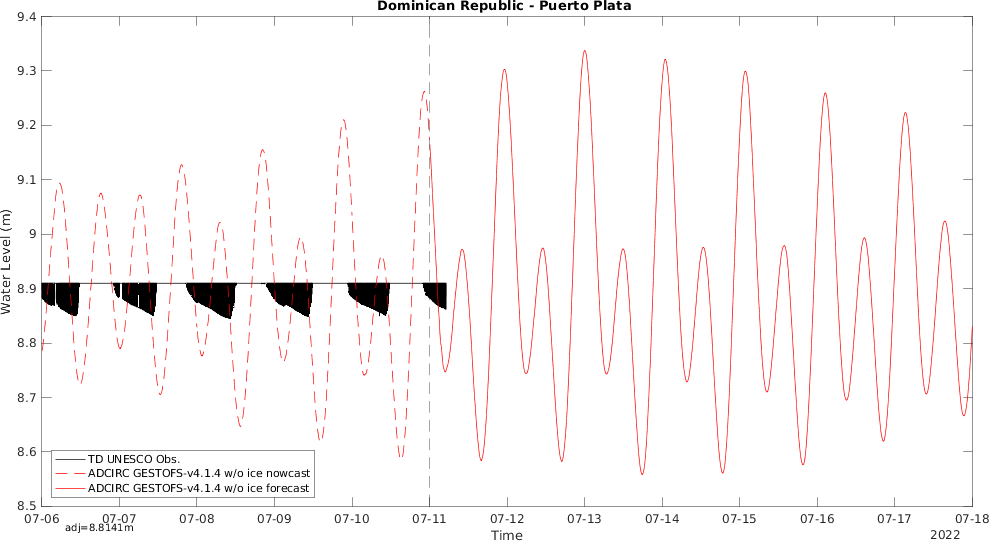 Dominican Republic - Puerto Plata
9.4
9.3
9.2
9.1
9
8.9
8.8
8.7
8.6
8.5
Water Level (m)
TD UNESCO Obs.
ADCIRC GESTOFS-v4.1.4 w/o ice nowcast
ADCIRC GESTOFS-v4.1.4 w/o ice forecast
07-06 07-07 07-08 07-09 07-10 07-11 07-12 07-13 07-14 07-15 07-16 07-17 07-18
adj=8.8141m
Time
2022